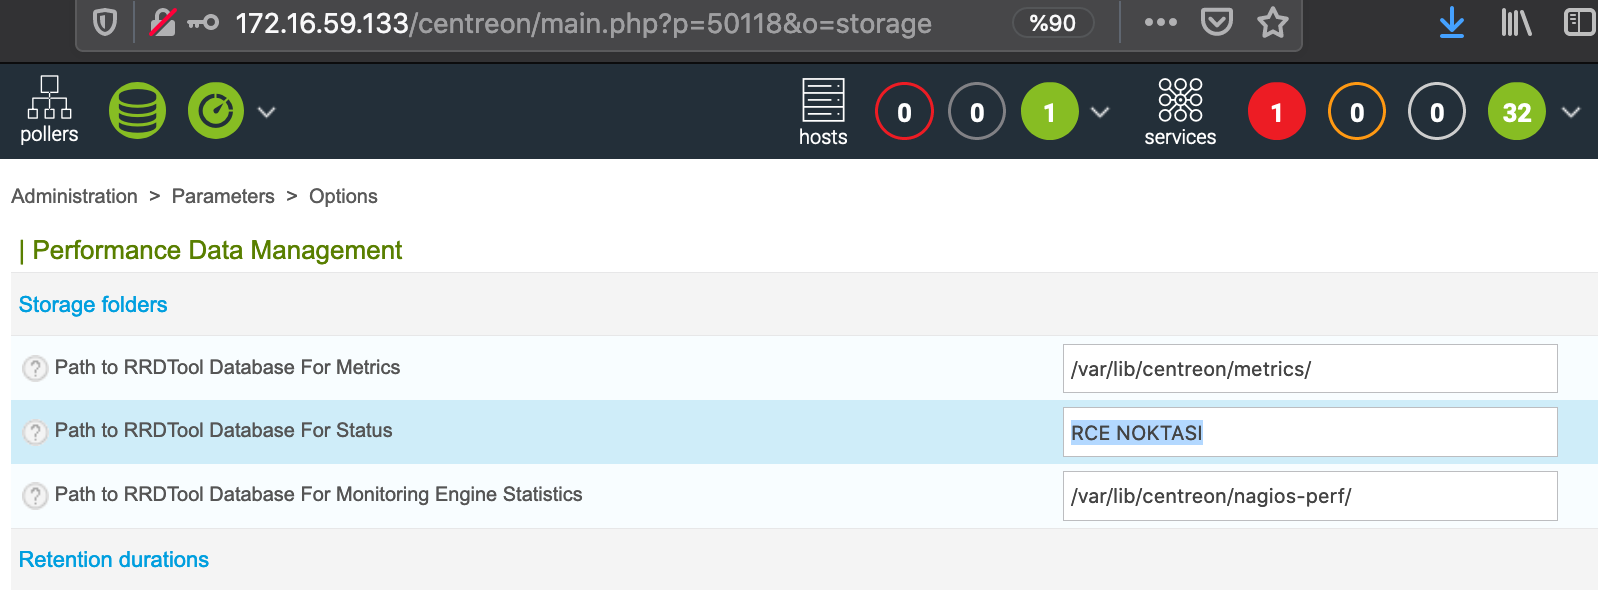 172.16.59.133/centreon/main.php?p=50118&o=storage %90
pollers hosts 0 0 1 services 1 0 0 32
Administration > Parameters > Options
| Performance Data Management
Storage folders
? Path to RRDTool Database For Metrics /var/lib/centreon/metrics/
? Path to RRDTool Database For Status RCE NOKTASI
? Path to RRDTool Database For Monitoring Engine Statistics /var/lib/centreon/nagios-perf/
Retention durations